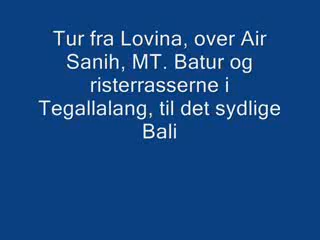 Tur fra Lovina, over Air
Sanih, MT. Batur og
risterrasserne i
Tegallalang, til det sydlige
Bali